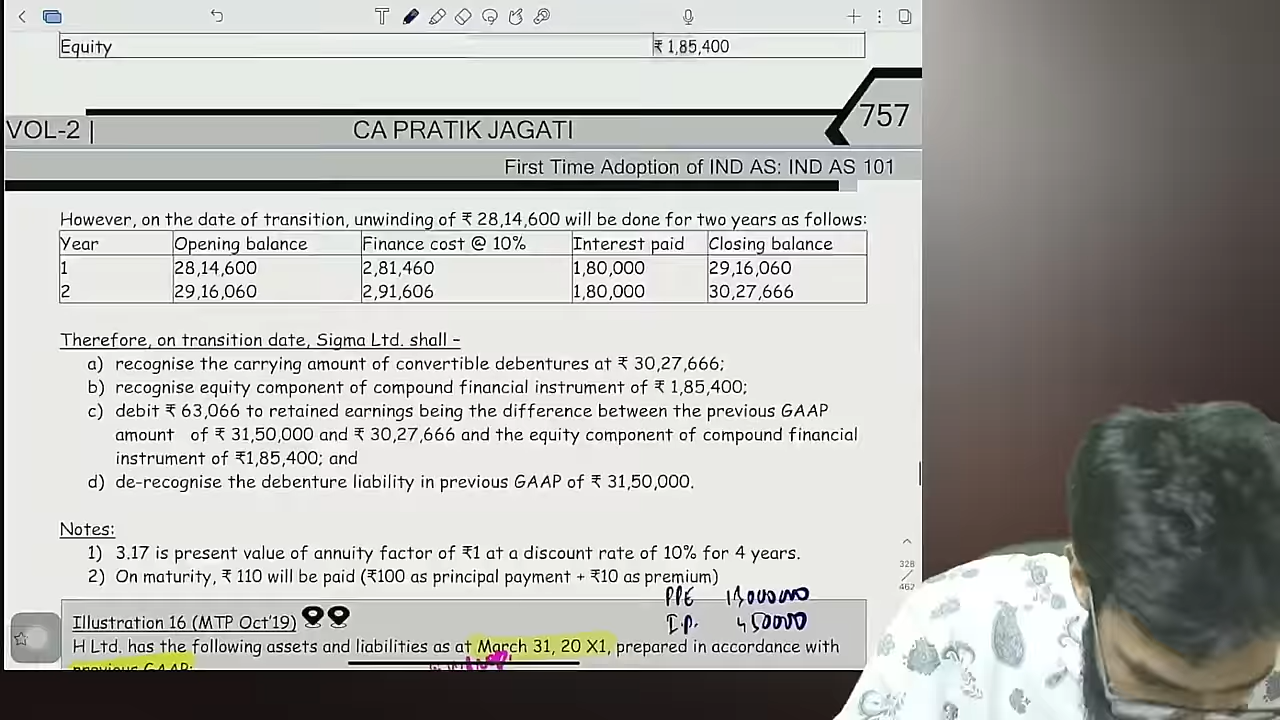 Equity ₹ 1,85,400
757
VOL-2 | CA PRATIK JAGATI
First Time Adoption of IND AS: IND AS 101
However, on the date of transition, unwinding of ₹ 28,14,600 will be done for two years as follows:
Year Opening balance Finance cost @ 10% Interest paid Closing balance
1 28,14,600 2,81,460 1,80,000 29,16,060
2 29,16,060 2,91,606 1,80,000 30,27,666
Therefore, on transition date, Sigma Ltd. shall –
a) recognise the carrying amount of convertible debentures at ₹ 30,27,666;
b) recognise equity component of compound financial instrument of ₹ 1,85,400;
c) debit ₹ 63,066 to retained earnings being the difference between the previous GAAP
amount of ₹ 31,50,000 and ₹ 30,27,666 and the equity component of compound financial
instrument of ₹1,85,400; and
d) de-recognise the debenture liability in previous GAAP of ₹ 31,50,000.
Notes:
1) 3.17 is present value of annuity factor of ₹1 at a discount rate of 10% for 4 years.
2) On maturity, ₹ 110 will be paid (₹100 as principal payment + ₹10 as premium)
328
/
462
PPE
Illustration 16 (MTP Oct'19) I.P. 450000
H Ltd. has the following assets and liabilities as at March 31, 20 X1, prepared in accordance with
previous GAAP: